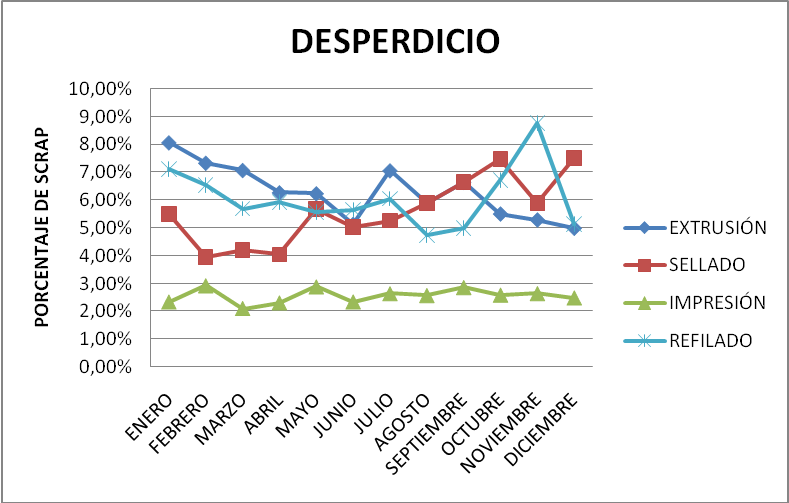 DESPERDICIO
PORCENTAJE DE SCRAP
10,00%
9,00%
8,00%
7,00%
6,00%
5,00%
4,00%
3,00%
2,00%
1,00%
0,00%
ENERO
FEBRERO
MARZO
ABRIL
MAYO
JUNIO
JULIO
AGOSTO
SEPTIEMBRE
OCTUBRE
NOVIEMBRE
DICIEMBRE
EXTRUSIÓN
SELLADO
IMPRESIÓN
REFILADO